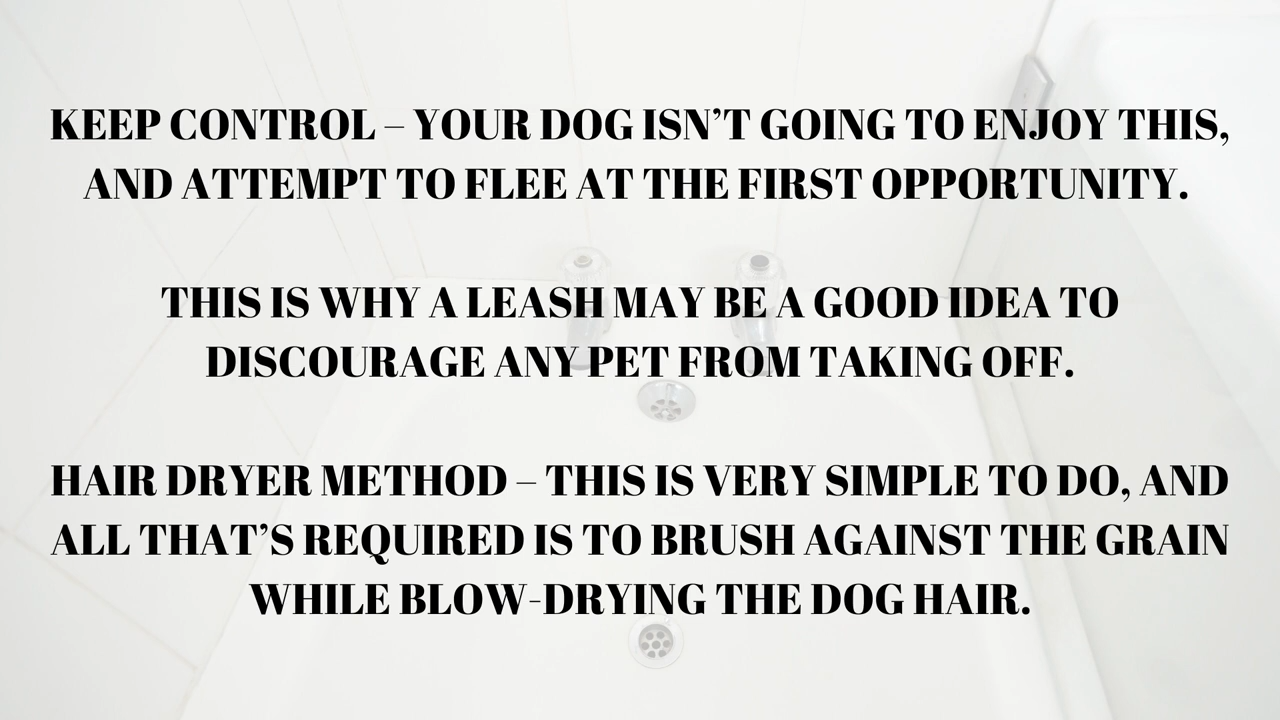 KEEP CONTROL – YOUR DOG ISN’T GOING TO ENJOY THIS,
AND ATTEMPT TO FLEE AT THE FIRST OPPORTUNITY.
THIS IS WHY A LEASH MAY BE A GOOD IDEA TO
DISCOURAGE ANY PET FROM TAKING OFF.
HAIR DRYER METHOD – THIS IS VERY SIMPLE TO DO, AND
ALL THAT’S REQUIRED IS TO BRUSH AGAINST THE GRAIN
WHILE BLOW-DRYING THE DOG HAIR.